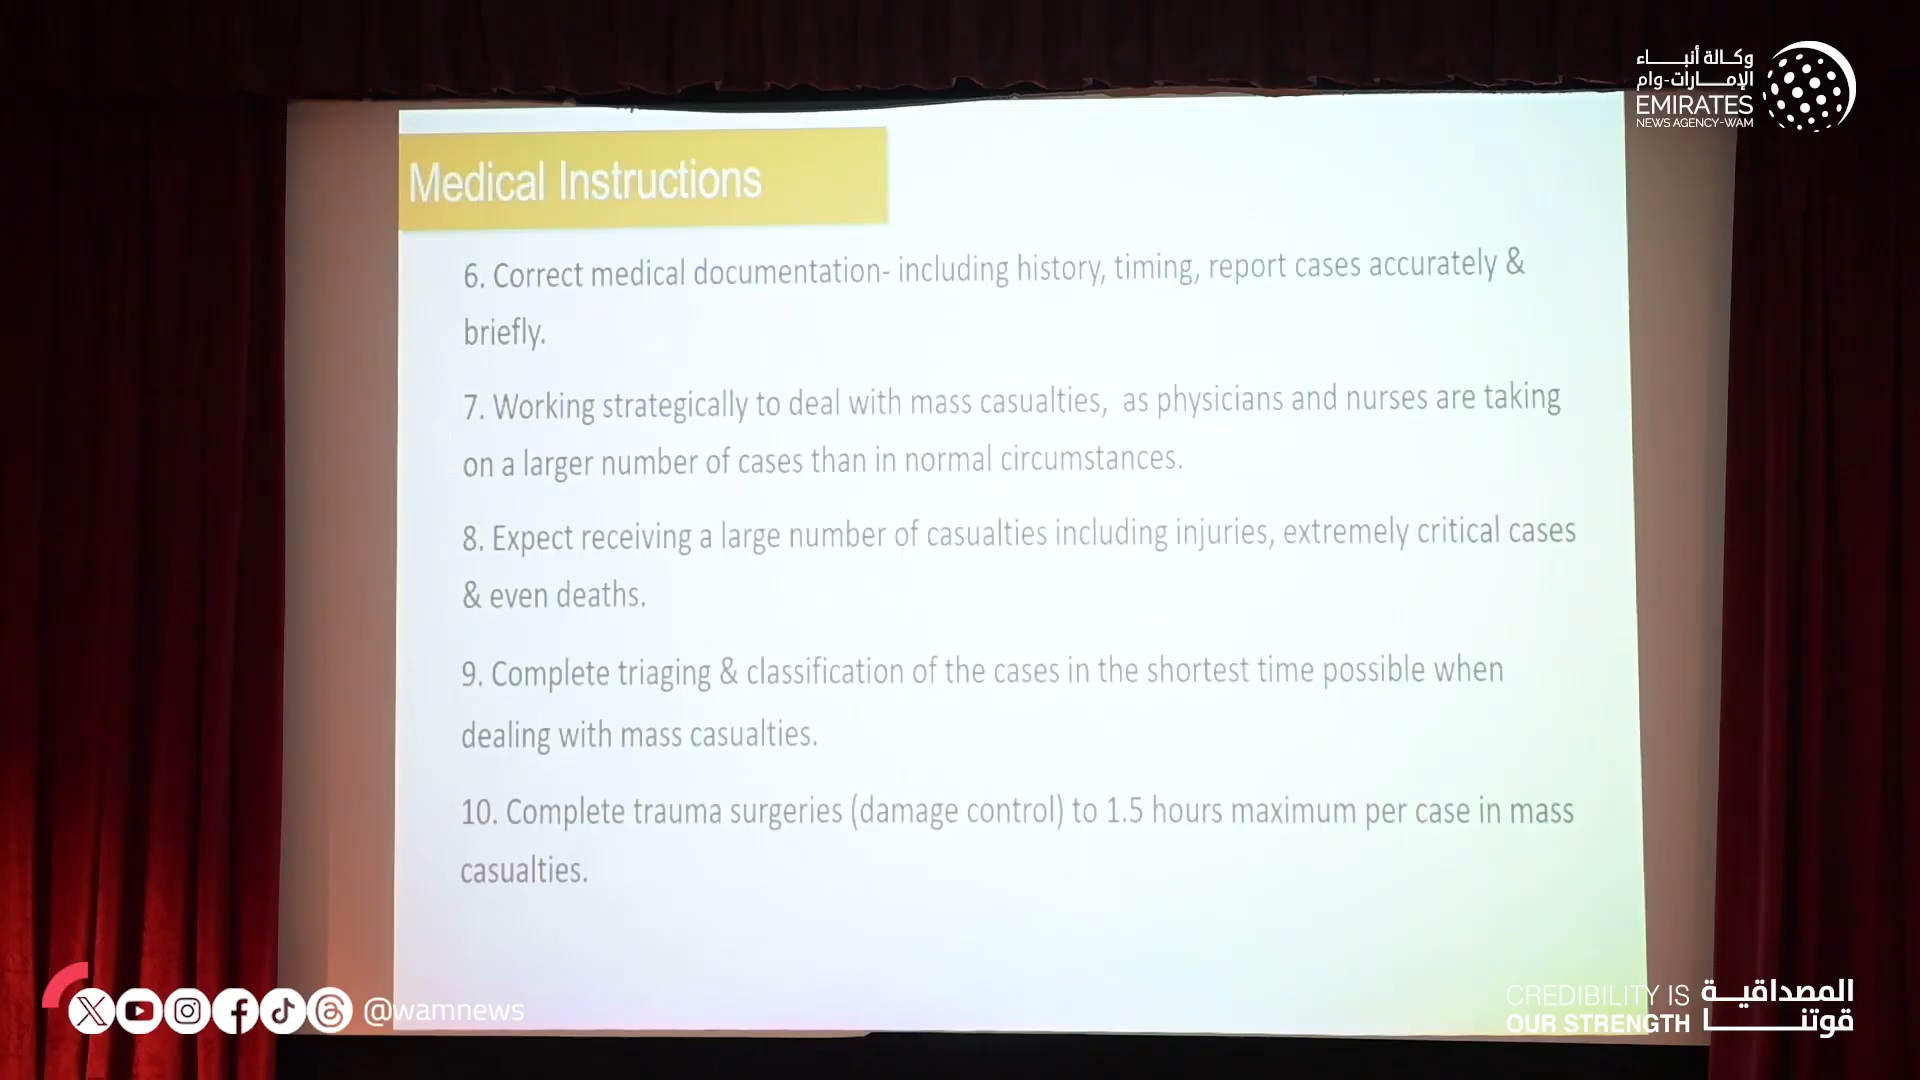 وكالة أنباء
الإمارات-وام
EMIRATES
NEWS AGENCY-WAM
Medical Instructions
6. Correct medical documentation- including history, timing, report cases accurately &
briefly.
7. Working strategically to deal with mass casualties,  as physicians and nurses are taking
on a larger number of cases than in normal circumstances.
8. Expect receiving a large number of casualties including injuries, extremely critical cases
& even deaths.
9. Complete triaging & classification of the cases in the shortest time possible when
dealing with mass casualties.
10. Complete trauma surgeries (damage control) to 1.5 hours maximum per case in mass
casualties.
@wamnews
CREDIBILITY IS
OUR STRENGTH
المصداقية
قوتنا